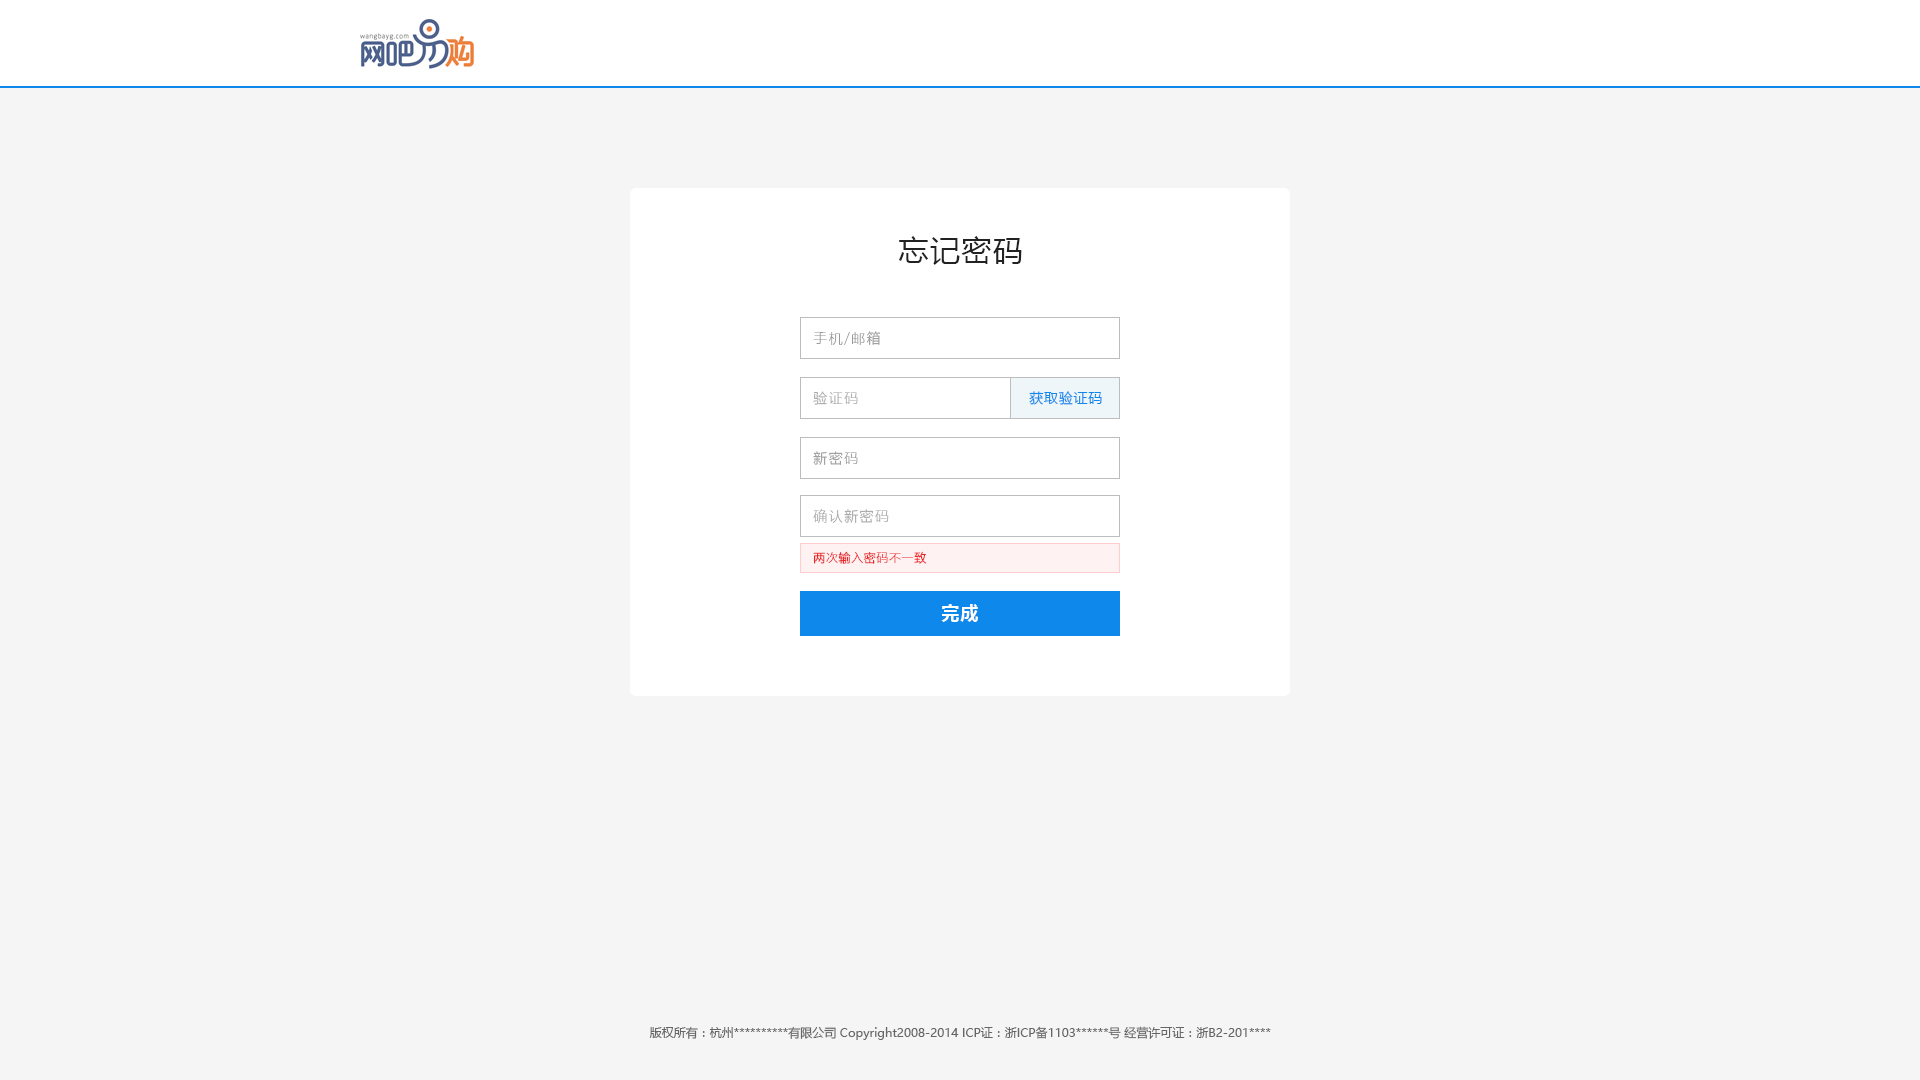 wangbayg.com
网吧易购
忘记密码
手机/邮箱
验证码
获取验证码
新密码
确认新密码
两次输入密码不一致
完成
版权所有：杭州**********有限公司 Copyright2008-2014 ICP证：浙ICP备1103******号 经营许可证：浙B2-201****